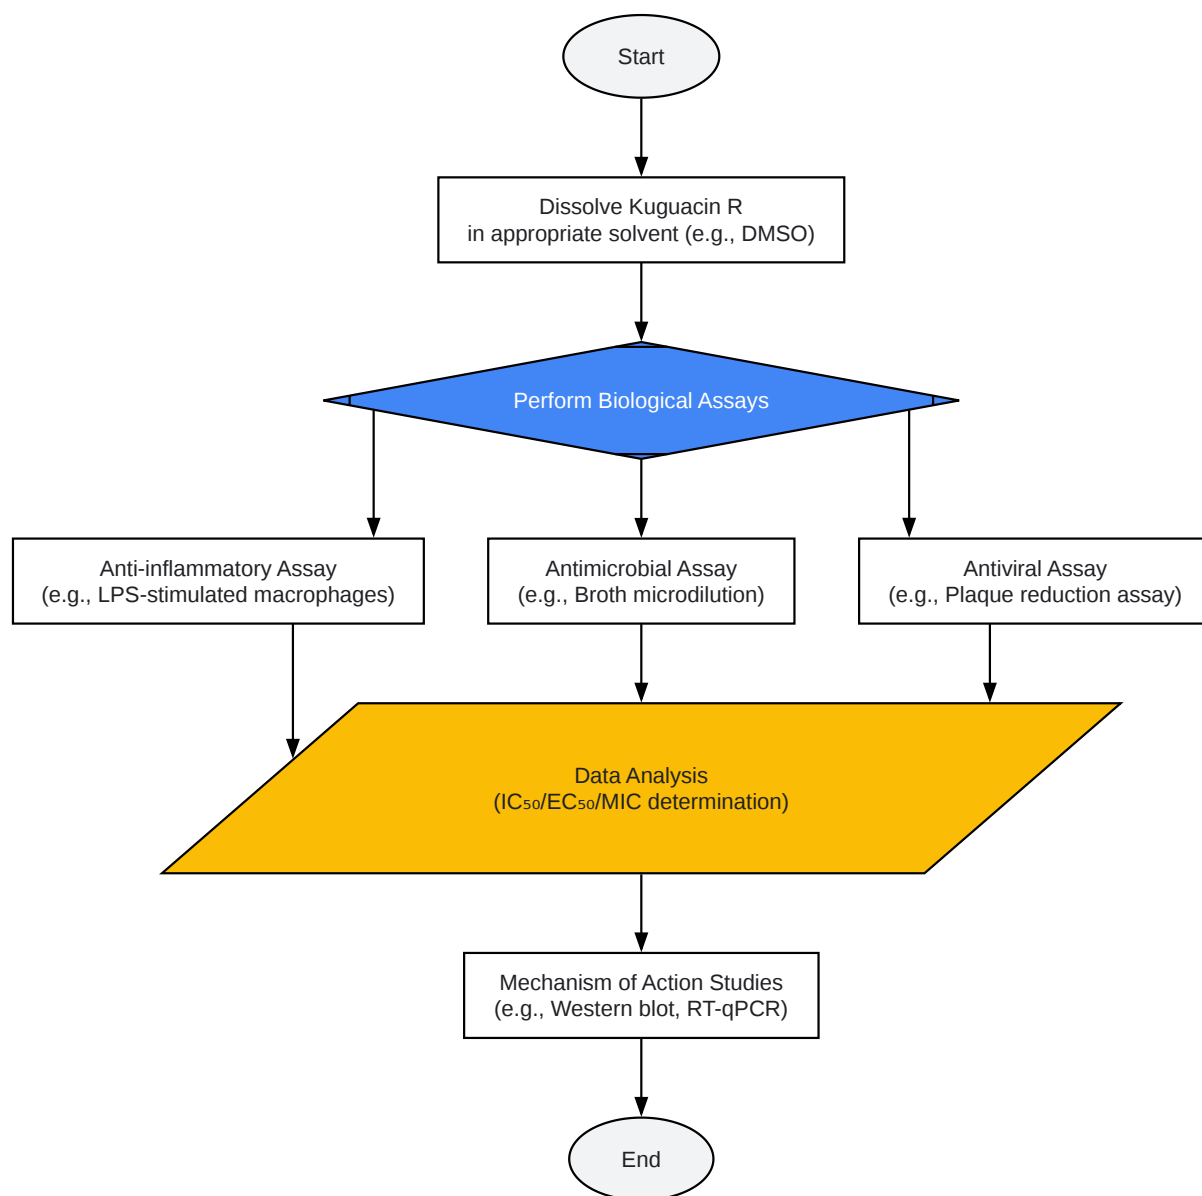 Start
Dissolve Kuguacin R
in appropriate solvent (e.g., DMSO)
Perform Biological Assays
Anti-inflammatory Assay
(e.g., LPS-stimulated macrophages)
Antimicrobial Assay
(e.g., Broth microdilution)
Antiviral Assay
(e.g., Plaque reduction assay)
Data Analysis
(IC₅₀/EC₅₀/MIC determination)
Mechanism of Action Studies
(e.g., Western blot, RT-qPCR)
End